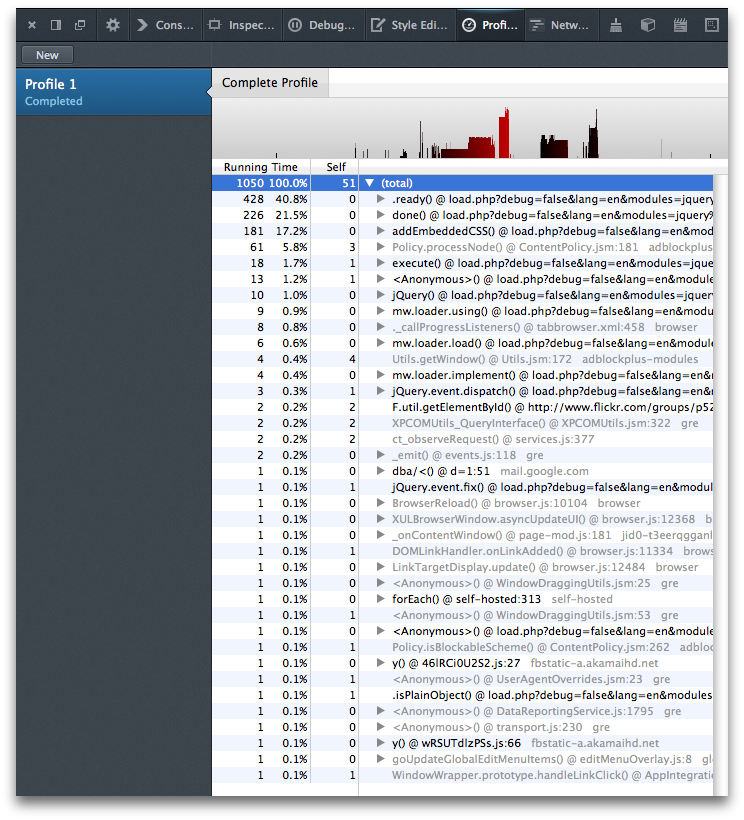 Cons... Inspec... Debug... Style Edi... Profi... Netw...
New
Profile 1
Completed
Complete Profile
Running Time Self
1050 100.0% 51 (total)
428 40.8% 0 .ready() @ load.php?debug=false&lang=en&modules=jquery
226 21.5% 0 done() @ load.php?debug=false&lang=en&modules=jquery%
181 17.2% 0 addEmbeddedCSS() @ load.php?debug=false&lang=en&mod
61 5.8% 3 Policy.processNode() @ ContentPolicy.jsm:181 adblockplus
18 1.7% 1 execute() @ load.php?debug=false&lang=en&modules=jque
13 1.2% 1 <Anonymous>() @ load.php?debug=false&lang=en&modul
10 1.0% 0 jQuery() @ load.php?debug=false&lang=en&modules=jquery
9 0.9% 0 mw.loader.using() @ load.php?debug=false&lang=en&mod
8 0.8% 0 ._callProgressListeners() @ tabbrowser.xml:458 browser
6 0.6% 0 mw.loader.load() @ load.php?debug=false&lang=en&modu
4 0.4% 4 Utils.getWindow() @ Utils.jsm:172 adblockplus-modules
4 0.4% 0 mw.loader.implement() @ load.php?debug=false&lang=en&
3 0.3% 1 jQuery.event.dispatch() @ load.php?debug=false&lang=en&
2 0.2% 2 F.util.getElementById() @ http://www.flickr.com/groups/p52
2 0.2% 2 XPCOMUtils_QueryInterface() @ XPCOMUtils.jsm:322 gre
2 0.2% 2 ct_observeRequest() @ services.js:377
2 0.2% 0 _emit() @ events.js:118 gre
1 0.1% 0 dba/<() @ d=1:51 mail.google.com
1 0.1% 1 jQuery.event.fix() @ load.php?debug=false&lang=en&modul
1 0.1% 0 BrowserReload() @ browser.js:10104 browser
1 0.1% 0 XULBrowserWindow.asyncUpdateUI() @ browser.js:12368 b
1 0.1% 0 _onContentWindow() @ page-mod.js:181 jid0-t3eerqgganl
1 0.1% 1 DOMLinkHandler.onLinkAdded() @ browser.js:11334 brows
1 0.1% 0 LinkTargetDisplay.update() @ browser.js:12484 browser
1 0.1% 0 <Anonymous>() @ WindowDraggingUtils.jsm:25 gre
1 0.1% 0 forEach() @ self-hosted:313 self-hosted
1 0.1% 1 <Anonymous>() @ WindowDraggingUtils.jsm:53 gre
1 0.1% 0 <Anonymous>() @ load.php?debug=false&lang=en&modul
1 0.1% 1 Policy.isBlockableScheme() @ ContentPolicy.jsm:262 adblo
1 0.1% 0 y() @ 46lRCi0U2S2.js:27 fbstatic-a.akamaihd.net
1 0.1% 1 <Anonymous>() @ UserAgentOverrides.jsm:23 gre
1 0.1% 1 .isPlainObject() @ load.php?debug=false&lang=en&modules
1 0.1% 0 <Anonymous>() @ DataReportingService.js:1795 gre
1 0.1% 0 <Anonymous>() @ transport.js:230 gre
1 0.1% 0 y() @ wRSUTdlzPSs.js:66 fbstatic-a.akamaihd.net
1 0.1% 0 goUpdateGlobalEditMenuItems() @ editMenuOverlay.js:8 glo
1 0.1% 1 WindowWrapper.prototype.handleLinkClick() @ AppIntegratio